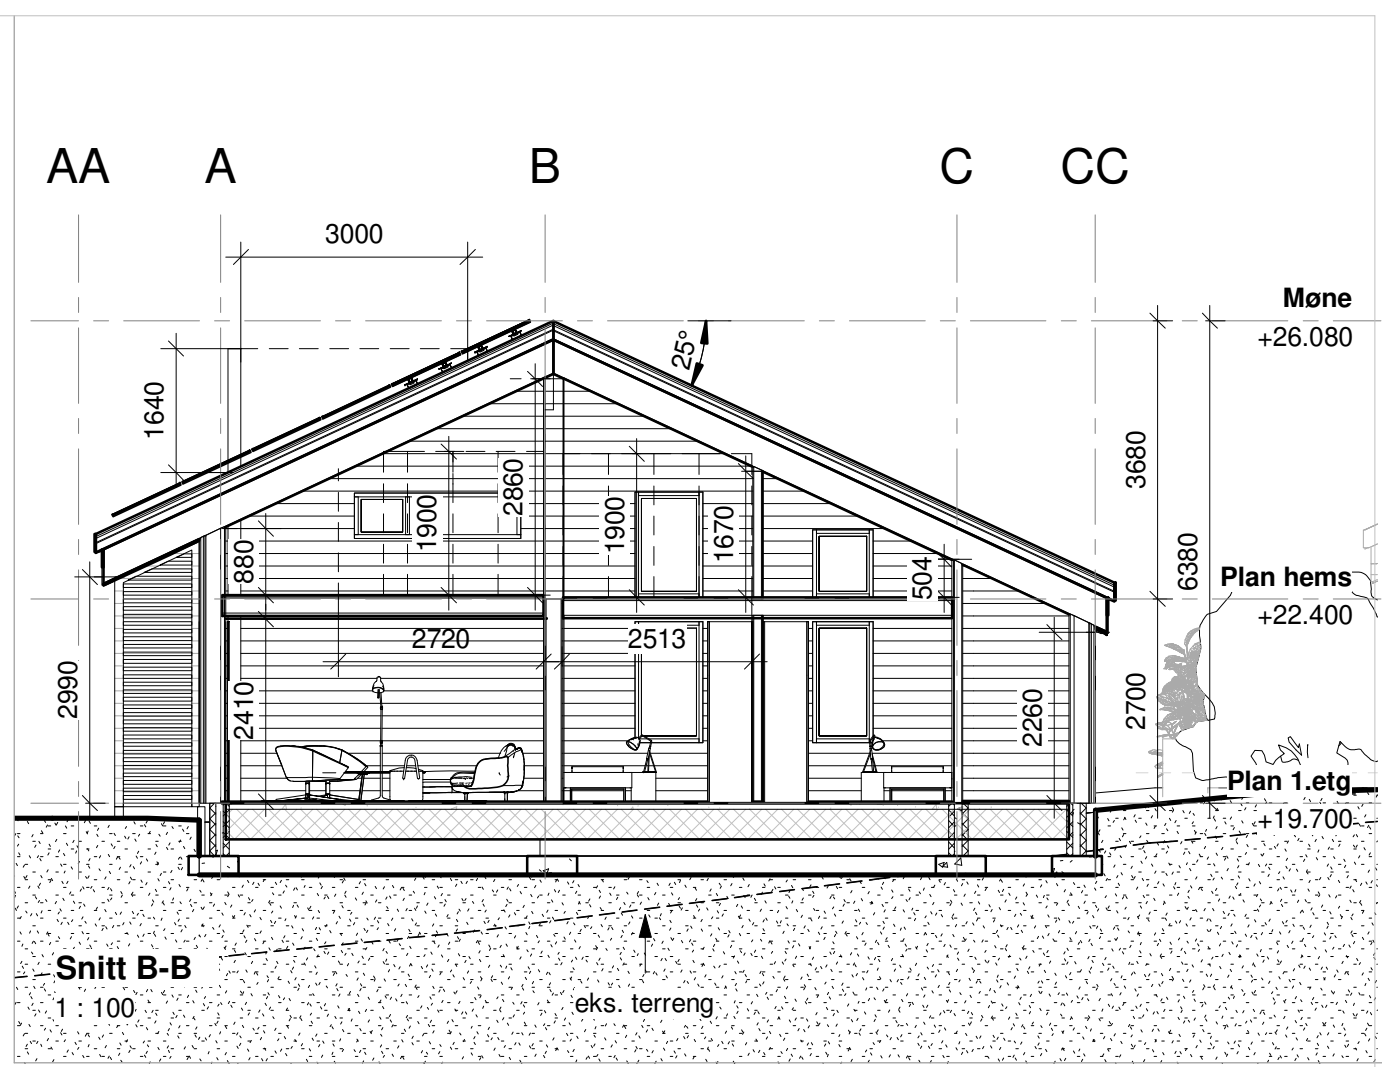 AA A B C CC
3000
Møne
+26.080
25°
1640
3680
2860
1900
1900
1670
880
504
6380
Plan hems
+22.400
2720
2513
2990
2410
2260
2700
Plan 1.etg
+19.700
Snitt B-B
1 : 100
eks. terreng